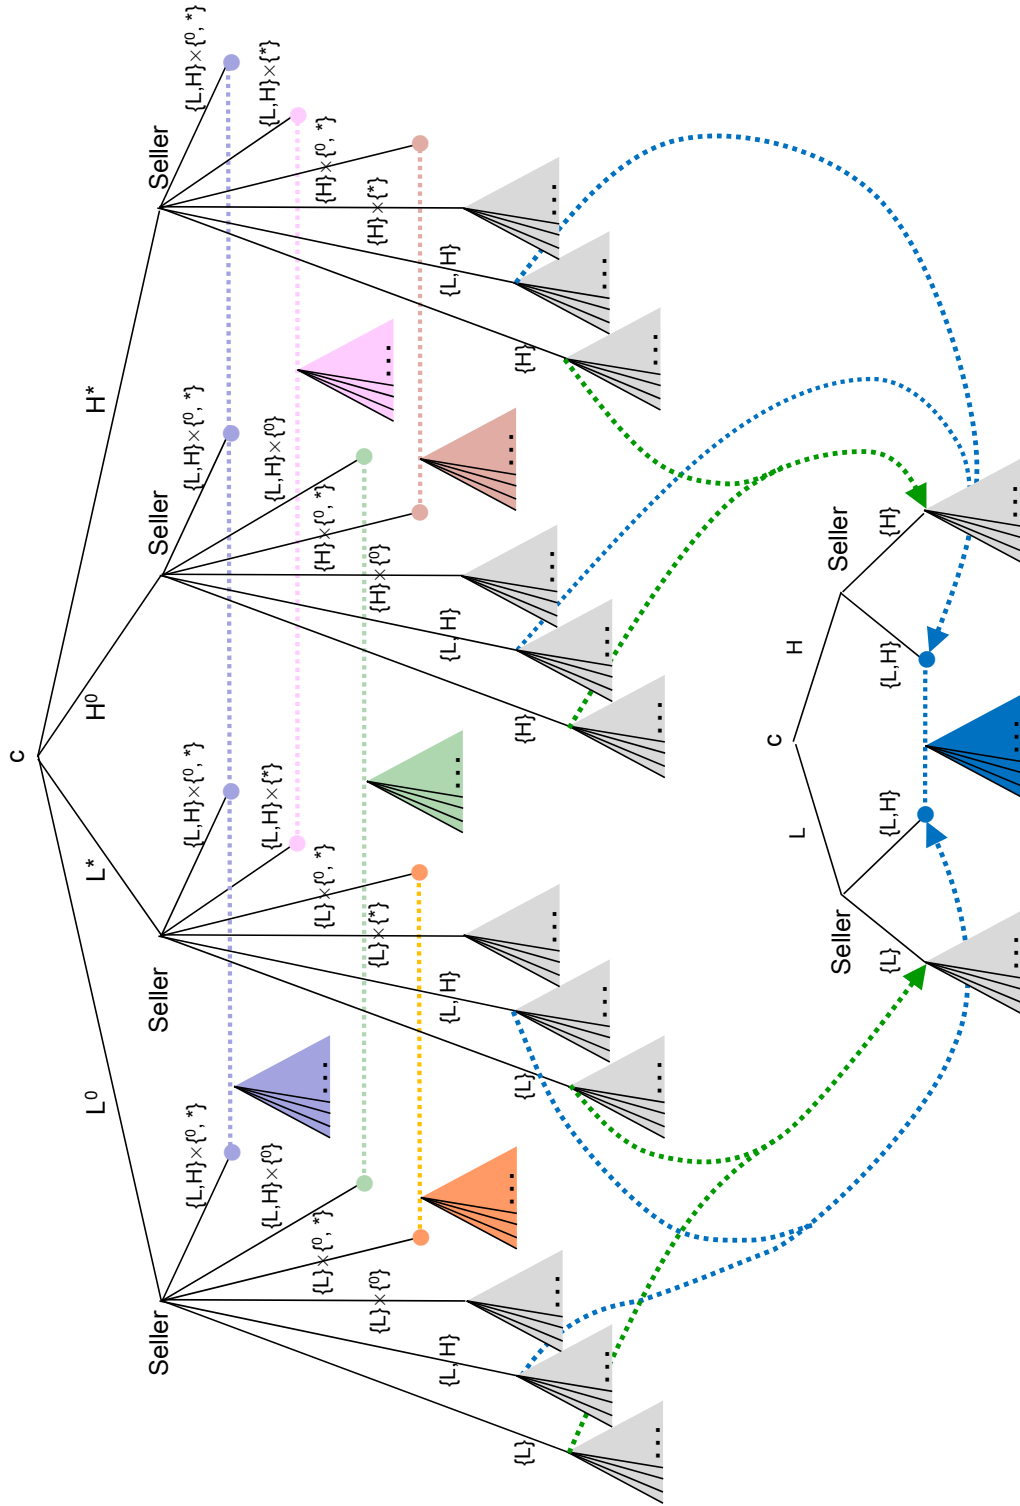 c
L⁰ L* H⁰ H*
Seller Seller Seller Seller
{L,H}×{⁰, *} {L,H}×{⁰, *} {L,H}×{⁰, *} {L,H}×{⁰, *}
{L,H}×{⁰} {L,H}×{*} {L,H}×{⁰} {L,H}×{*}
{L}×{⁰, *} {L}×{⁰, *} {H}×{⁰, *} {H}×{⁰, *}
{L}×{⁰} {L}×{*} {H}×{⁰} {H}×{*}
{L, H} {L, H} {L, H} {L, H}
{L} {L} {H} {H}
c
L H
Seller Seller
{L} {L,H} {L,H} {H}